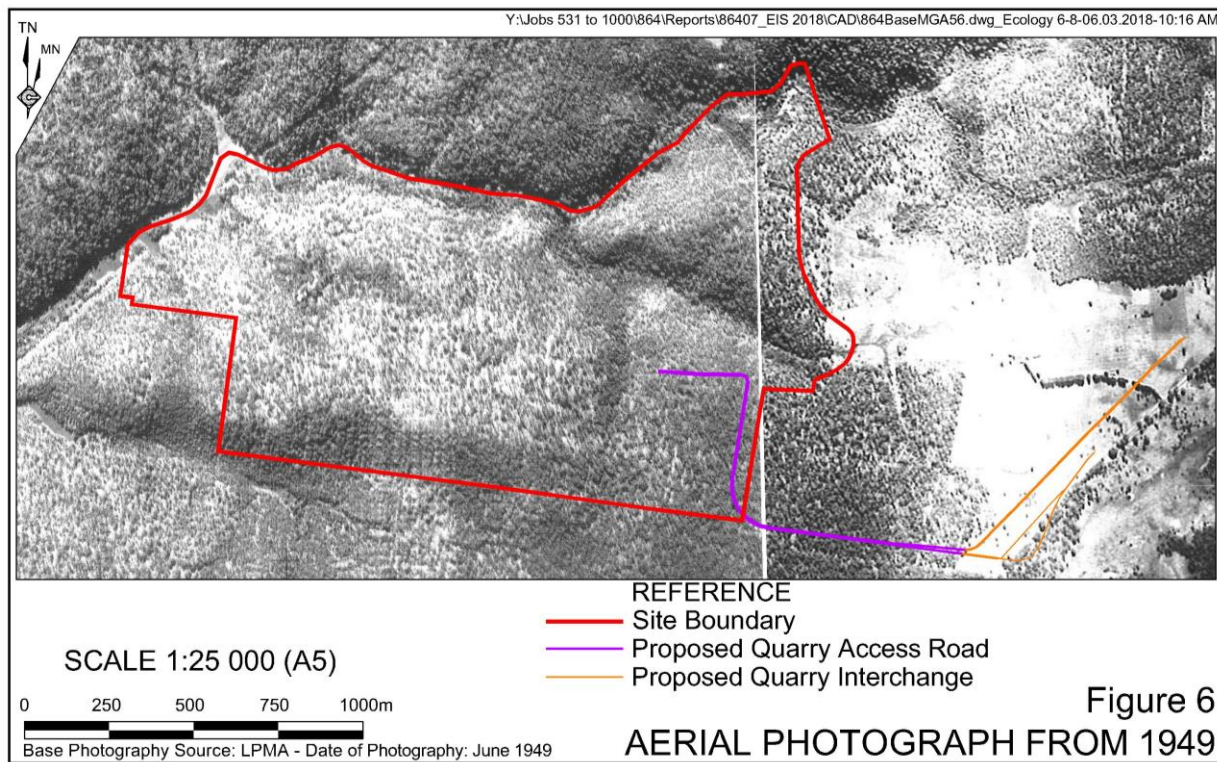 Y:\Jobs 531 to 1000\864\Reports\86407_EIS 2018\CAD\864BaseMGA56.dwg_Ecology 6-8-06.03.2018-10:16 AM
TN
MN
REFERENCE
Site Boundary
Proposed Quarry Access Road
Proposed Quarry Interchange
SCALE 1:25 000 (A5)
0 250 500 750 1000m
Base Photography Source: LPMA - Date of Photography: June 1949
Figure 6
AERIAL PHOTOGRAPH FROM 1949